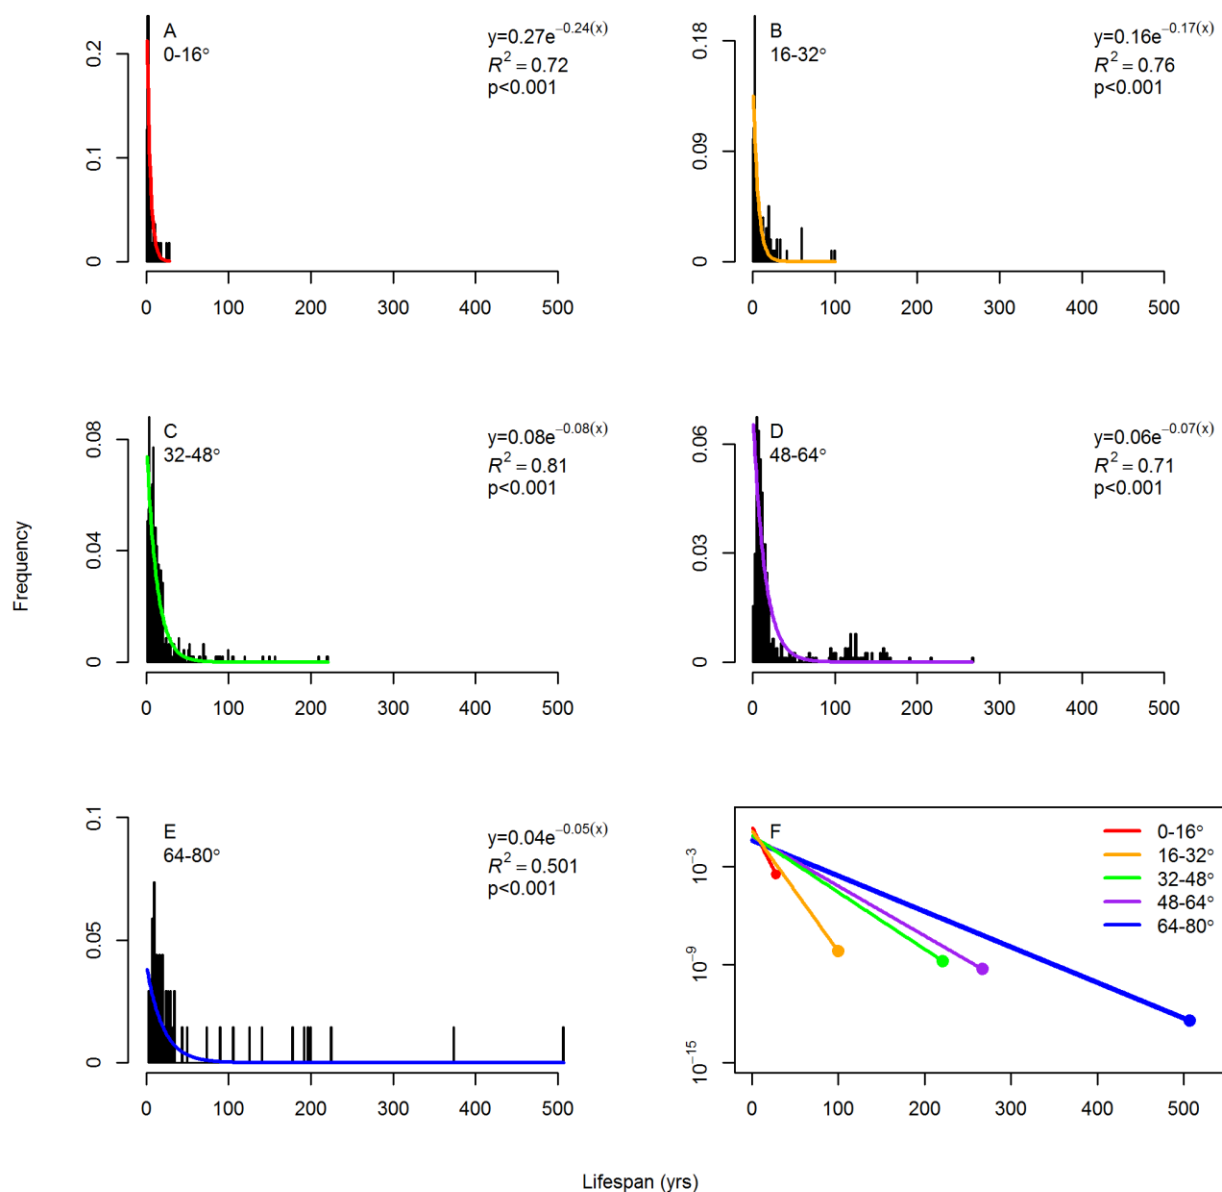 A
0-16°
y=0.27e^−0.24(x)
R² = 0.72
p<0.001
0
0.1
0.2
0 100 200 300 400 500
B
16-32°
y=0.16e^−0.17(x)
R² = 0.76
p<0.001
0
0.09
0.18
0 100 200 300 400 500
C
32-48°
y=0.08e^−0.08(x)
R² = 0.81
p<0.001
0
0.04
0.08
0 100 200 300 400 500
D
48-64°
y=0.06e^−0.07(x)
R² = 0.71
p<0.001
0
0.03
0.06
0 100 200 300 400 500
Frequency
E
64-80°
y=0.04e^−0.05(x)
R² = 0.501
p<0.001
0
0.05
0.1
0 100 200 300 400 500
F
0-16°
16-32°
32-48°
48-64°
64-80°
10^−3
10^−9
10^−15
0 100 200 300 400 500
Lifespan (yrs)